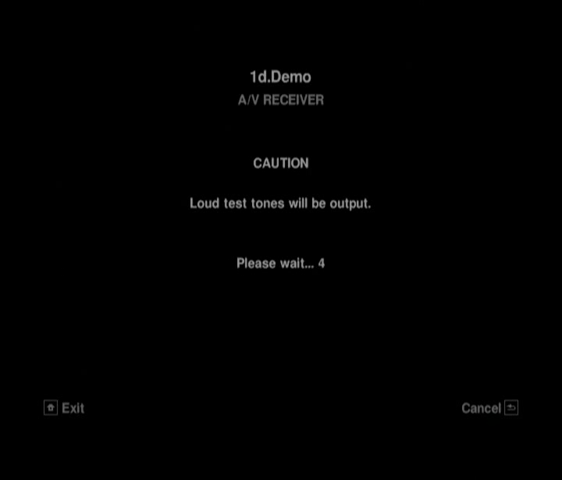 1d.Demo
A/V RECEIVER
CAUTION
Loud test tones will be output.
Please wait... 4
Exit
Cancel